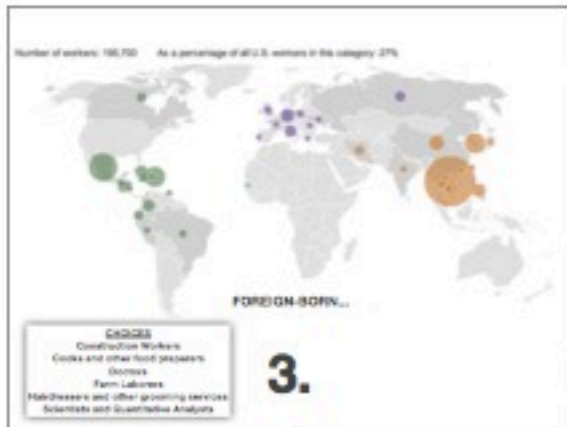 Number of workers: 195,700 As a percentage of all U.S. workers in this category: 27%
FOREIGN-BORN...
CHOICES
Construction Workers
Cooks and other food preparers
Doctors
Farm Laborers
Hairdressers and other grooming services
Scientists and Quantitative Analysts
3.